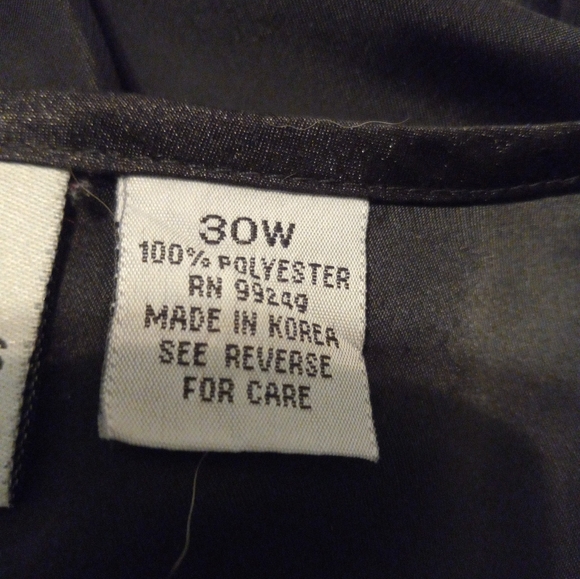 30W
100% POLYESTER
RN 99249
MADE IN KOREA
SEE REVERSE
FOR CARE
S